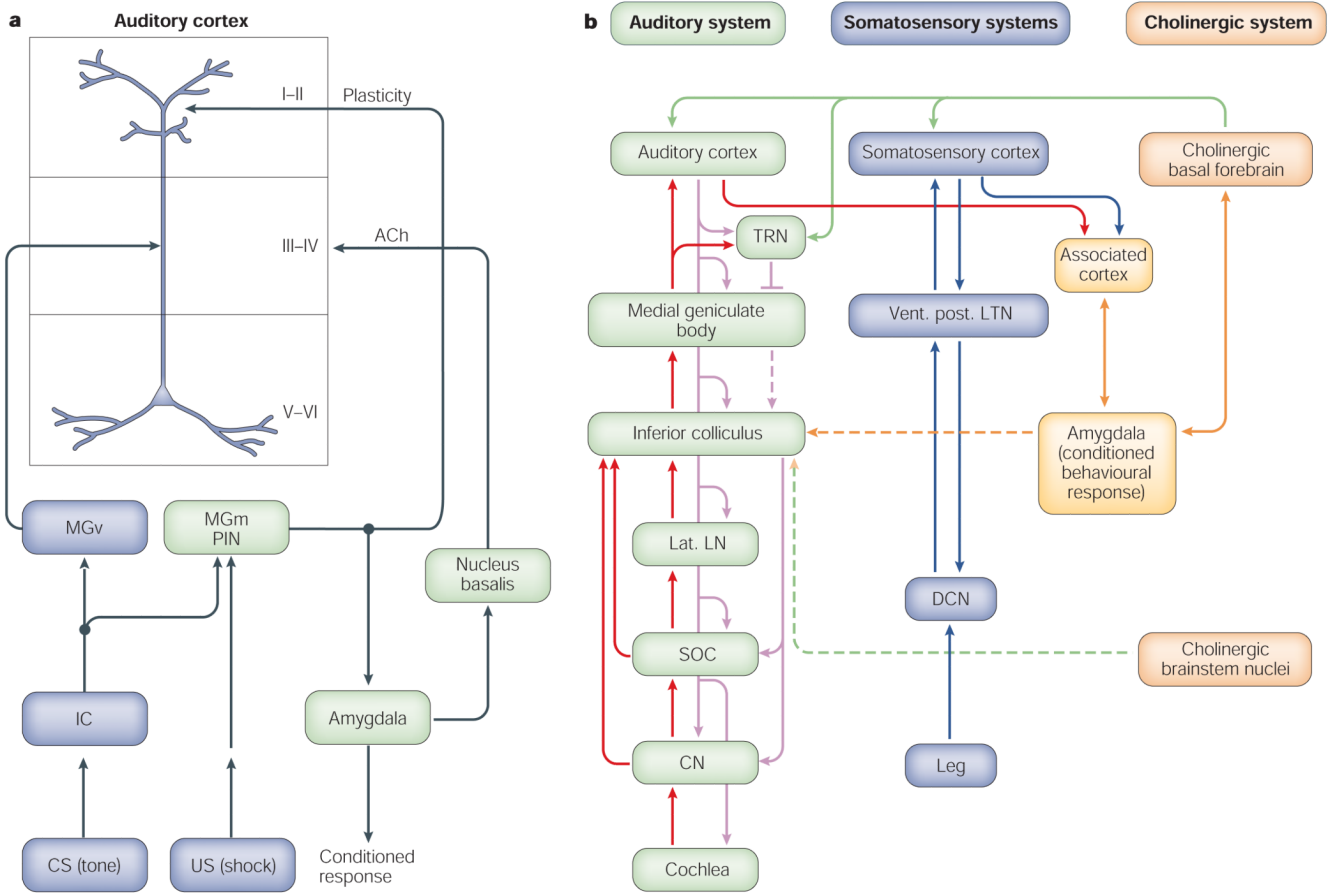 a
Auditory cortex
I–II
Plasticity
III–IV
ACh
V–VI
MGv
MGm
PIN
Nucleus
basalis
IC
Amygdala
CS (tone)
US (shock)
Conditioned
response
b
Auditory system
Somatosensory systems
Cholinergic system
Auditory cortex
Somatosensory cortex
Cholinergic
basal forebrain
TRN
Associated
cortex
Medial geniculate
body
Vent. post. LTN
Inferior colliculus
Amygdala
(conditioned
behavioural
response)
Lat. LN
DCN
SOC
Cholinergic
brainstem nuclei
CN
Leg
Cochlea